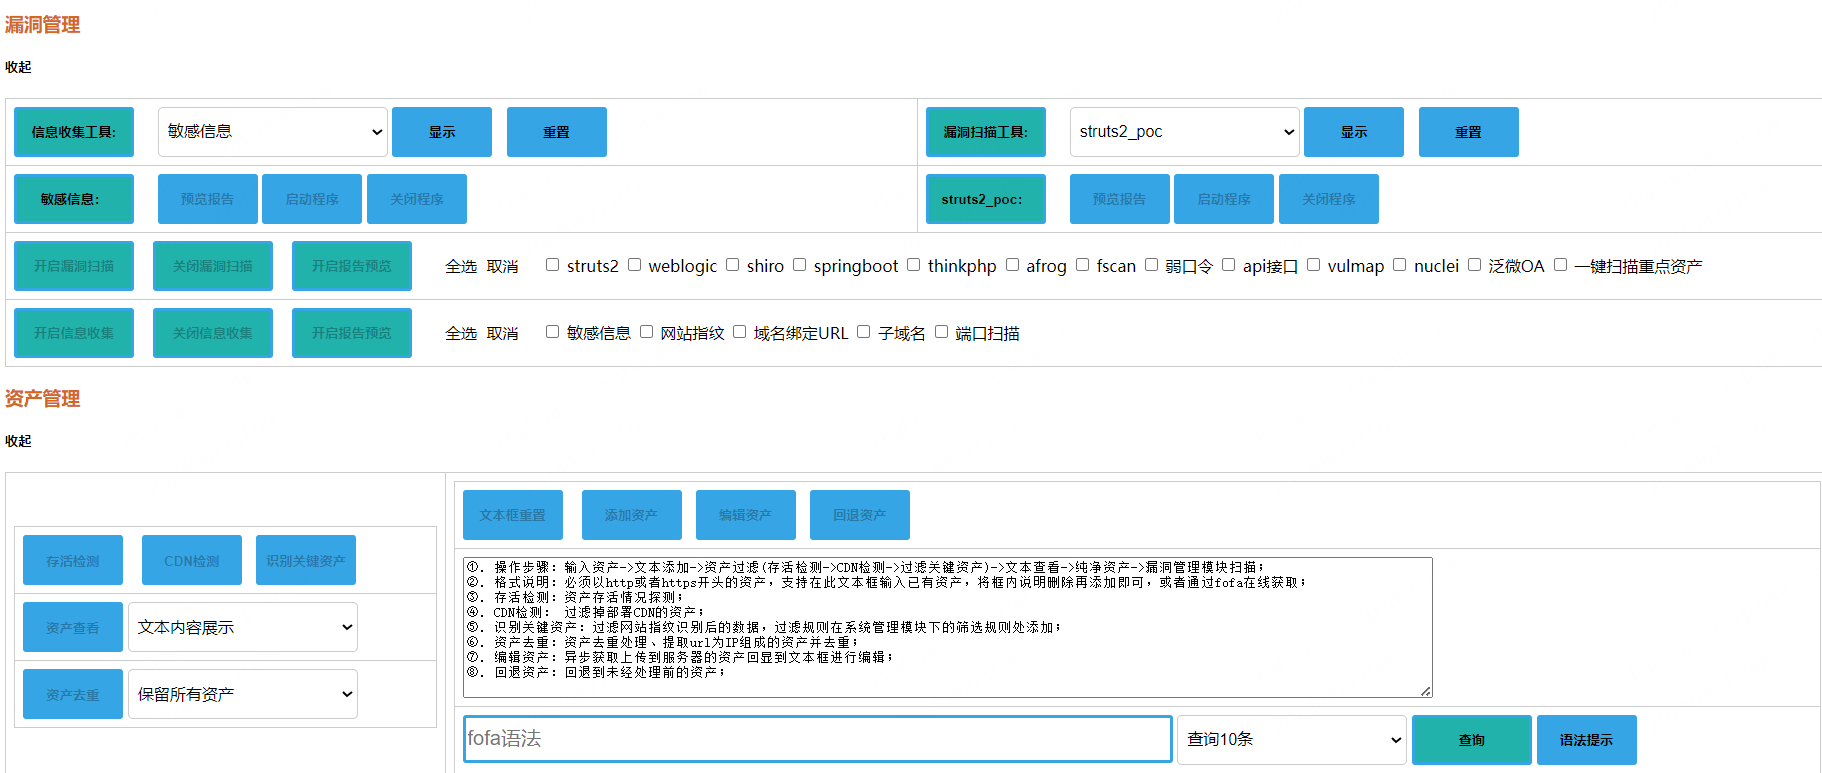 漏洞管理
收起
信息收集工具: 敏感信息 显示 重置 漏洞扫描工具: struts2_poc 显示 重置
敏感信息: 预览报告 启动程序 关闭程序 struts2_poc: 预览报告 启动程序 关闭程序
开启漏洞扫描 关闭漏洞扫描 开启报告预览 全选 取消 struts2 weblogic shiro springboot thinkphp afrog fscan 弱口令 api接口 vulmap nuclei 泛微OA 一键扫描重点资产
开启信息收集 关闭信息收集 开启报告预览 全选 取消 敏感信息 网站指纹 域名绑定URL 子域名 端口扫描
资产管理
收起
存活检测 CDN检测 识别关键资产
资产查看 文本内容展示
资产去重 保留所有资产
文本框重置 添加资产 编辑资产 回退资产
①. 操作步骤: 输入资产->文本添加->资产过滤(存活检测->CDN检测->过滤关键资产)->文本查看->纯净资产->漏洞管理模块扫描;
②. 格式说明: 必须以http或者https开头的资产, 支持在此文本框输入已有资产, 将框内说明删除再添加即可, 或者通过fofa在线获取;
③. 存活检测: 资产存活情况探测;
④. CDN检测: 过滤掉部署CDN的资产;
⑤. 识别关键资产: 过滤网站指纹识别后的数据, 过滤规则在系统管理模块下的筛选规则处添加;
⑥. 资产去重: 资产去重处理、提取url为IP组成的资产并去重;
⑦. 编辑资产: 异步获取上传到服务器的资产回显到文本框进行编辑;
⑧. 回退资产: 回退到未经处理前的资产;
fofa语法 查询10条 查询 语法提示